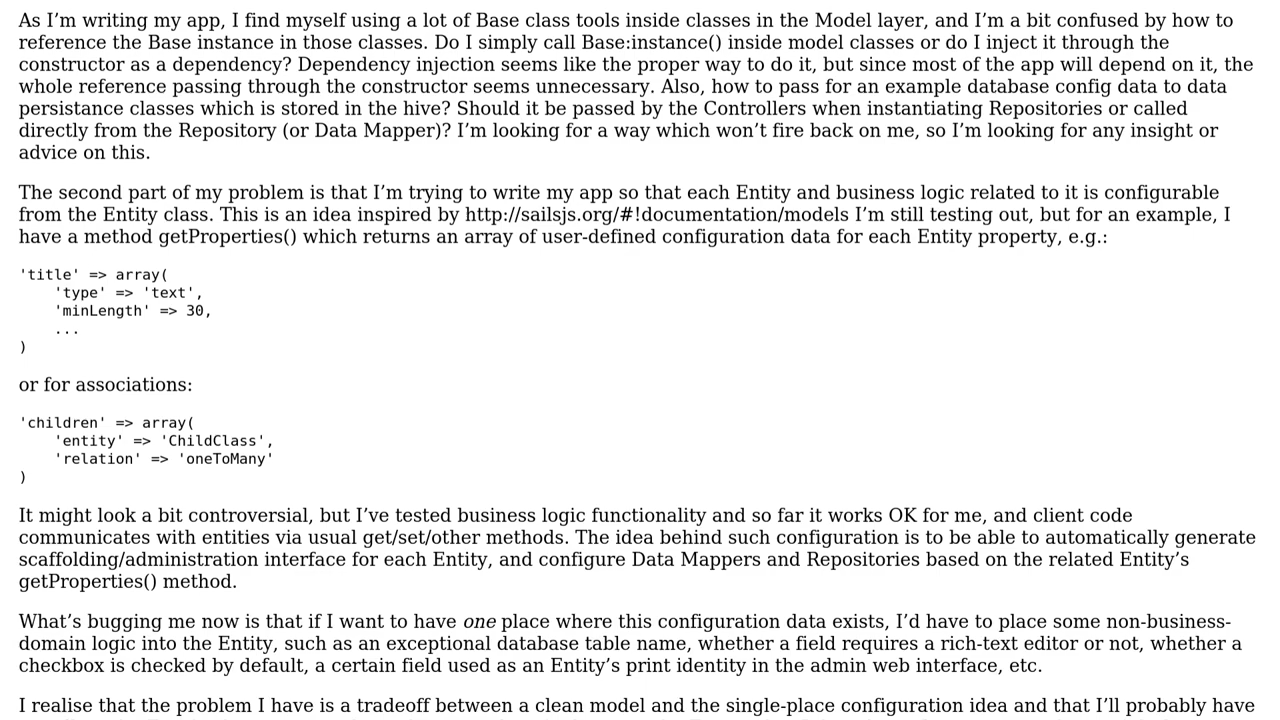 As I’m writing my app, I find myself using a lot of Base class tools inside classes in the Model layer, and I’m a bit confused by how to
reference the Base instance in those classes. Do I simply call Base:instance() inside model classes or do I inject it through the
constructor as a dependency? Dependency injection seems like the proper way to do it, but since most of the app will depend on it, the
whole reference passing through the constructor seems unnecessary. Also, how to pass for an example database config data to data
persistance classes which is stored in the hive? Should it be passed by the Controllers when instantiating Repositories or called
directly from the Repository (or Data Mapper)? I’m looking for a way which won’t fire back on me, so I’m looking for any insight or
advice on this.
The second part of my problem is that I’m trying to write my app so that each Entity and business logic related to it is configurable
from the Entity class. This is an idea inspired by http://sailsjs.org/#!documentation/models I’m still testing out, but for an example, I
have a method getProperties() which returns an array of user-defined configuration data for each Entity property, e.g.:
'title' => array(
    'type' => 'text',
    'minLength' => 30,
    ...
)
or for associations:
'children' => array(
    'entity' => 'ChildClass',
    'relation' => 'oneToMany'
)
It might look a bit controversial, but I’ve tested business logic functionality and so far it works OK for me, and client code
communicates with entities via usual get/set/other methods. The idea behind such configuration is to be able to automatically generate
scaffolding/administration interface for each Entity, and configure Data Mappers and Repositories based on the related Entity’s
getProperties() method.
What’s bugging me now is that if I want to have one place where this configuration data exists, I’d have to place some non-business-
domain logic into the Entity, such as an exceptional database table name, whether a field requires a rich-text editor or not, whether a
checkbox is checked by default, a certain field used as an Entity’s print identity in the admin web interface, etc.
I realise that the problem I have is a tradeoff between a clean model and the single-place configuration idea and that I’ll probably have